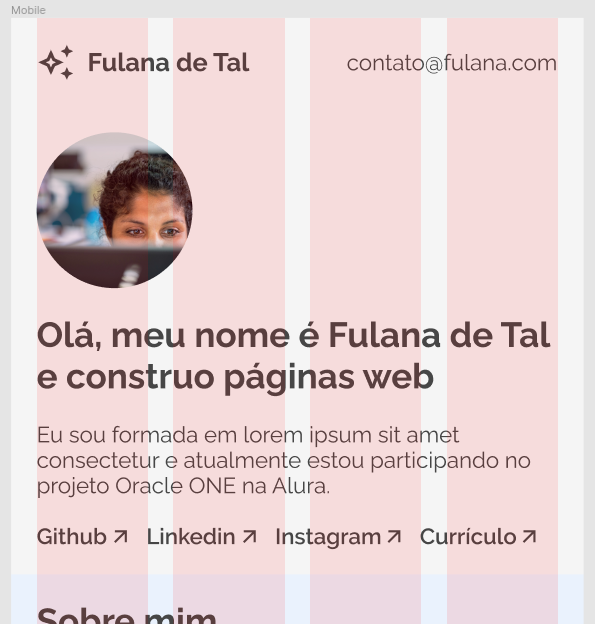 Mobile
Fulana de Tal
contato@fulana.com
Olá, meu nome é Fulana de Tal
e construo páginas web
Eu sou formada em lorem ipsum sit amet
consectetur e atualmente estou participando no
projeto Oracle ONE na Alura.
Github Linkedin Instagram Currículo
Sobre mim